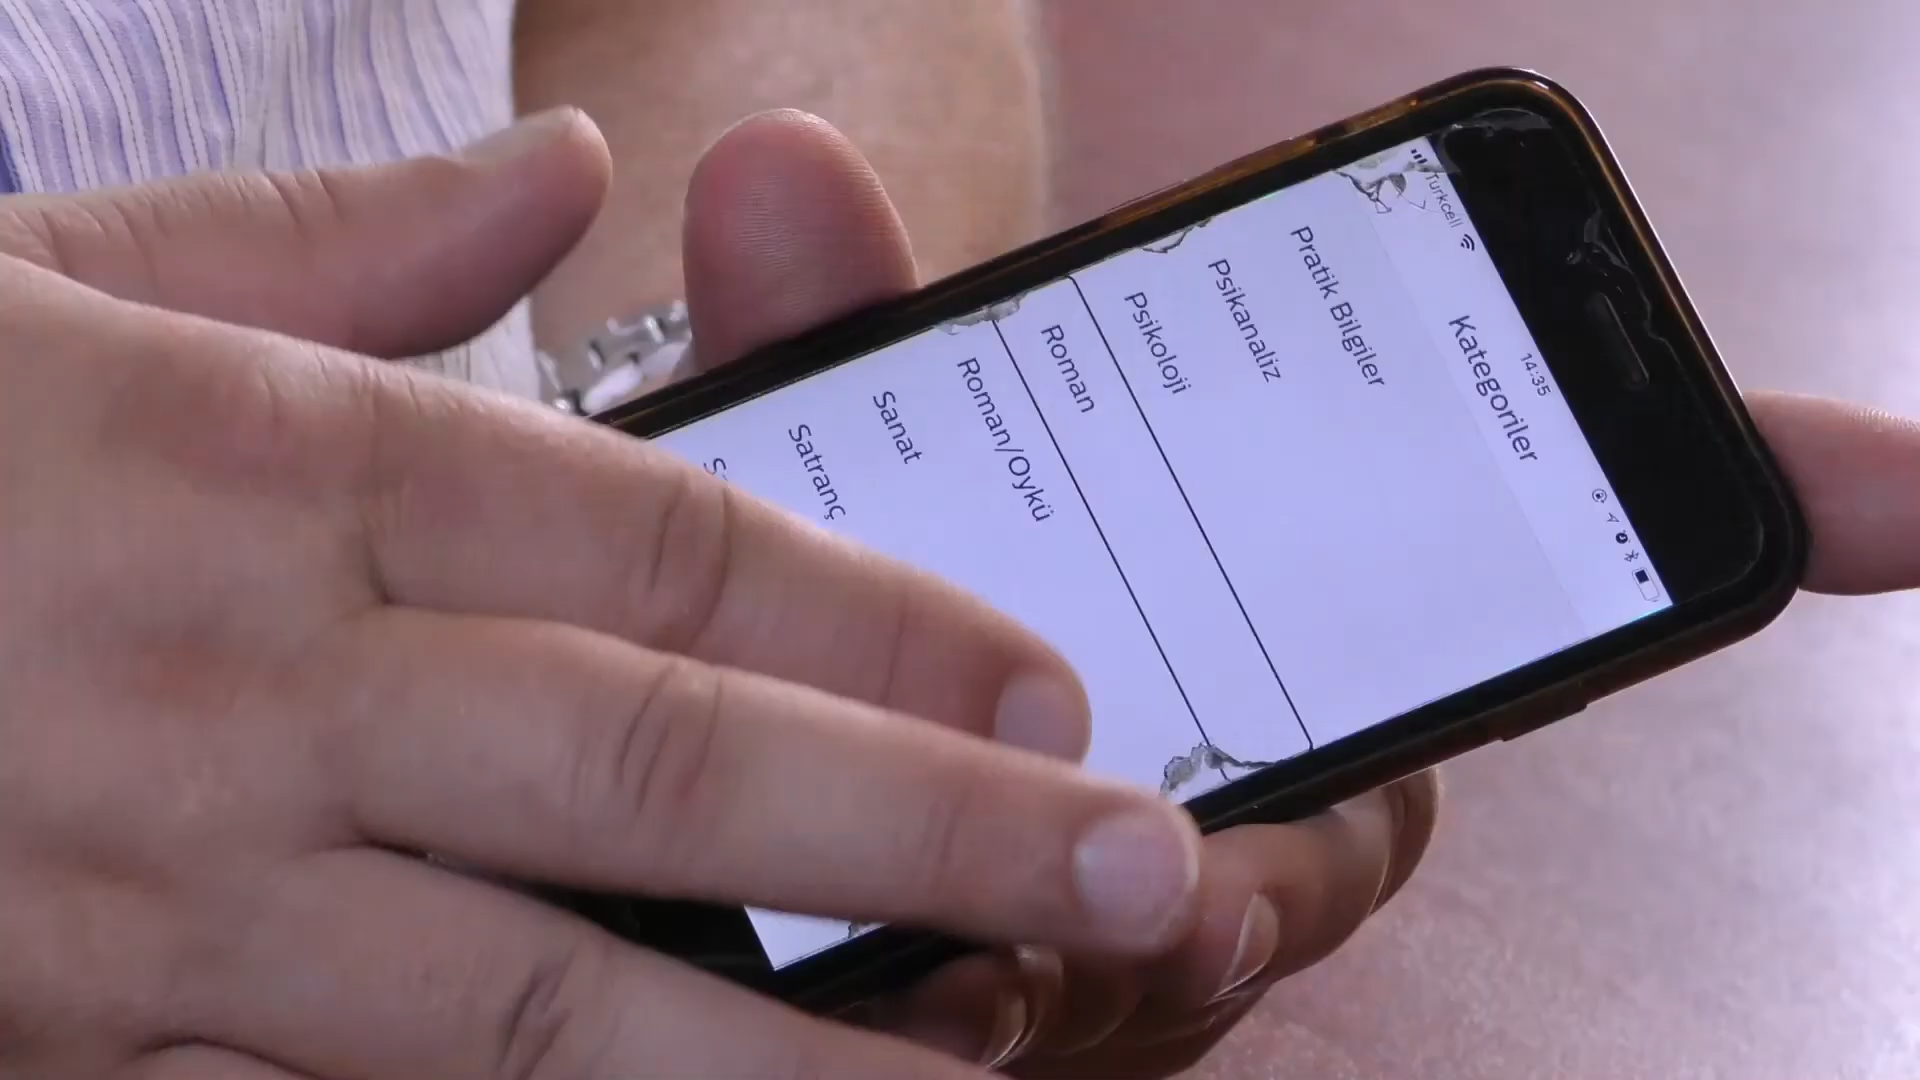 Turkcell
14:35
Kategoriler
Pratik Bilgiler
Psikanaliz
Psikoloji
Roman
Roman/Öykü
Sanat
Satranç